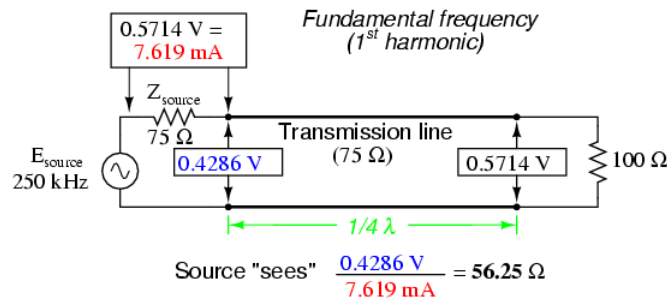 0.5714 V =
7.619 mA
Fundamental frequency
(1st harmonic)
Zsource
75 Ω
Esource
250 kHz
0.4286 V
Transmission line
(75 Ω)
0.5714 V
100 Ω
1/4 λ
Source "sees" 0.4286 V / 7.619 mA = 56.25 Ω